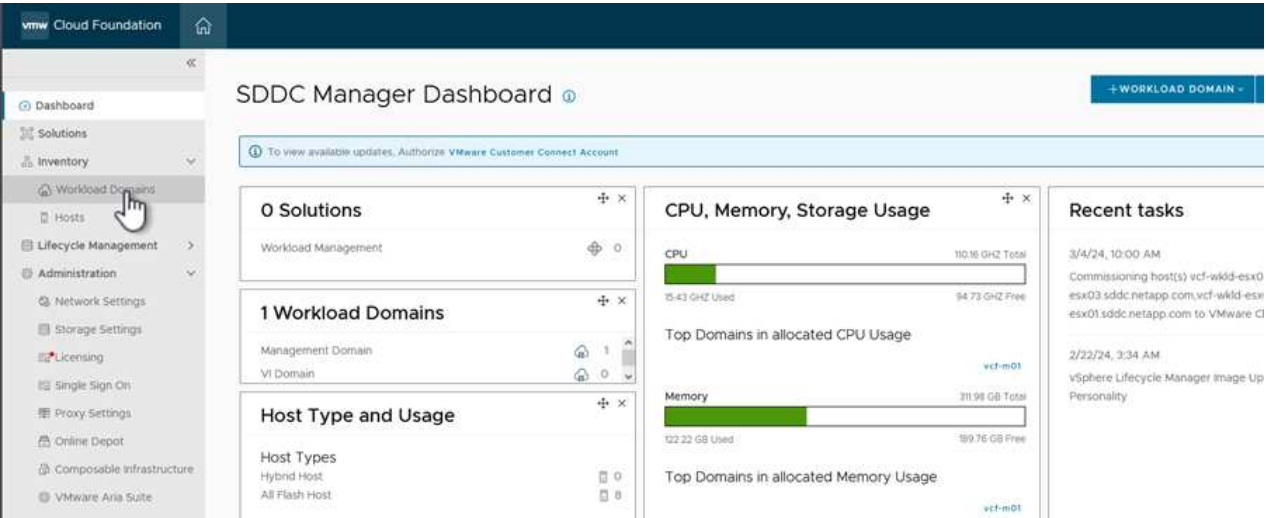 vmw Cloud Foundation
Dashboard
Solutions
Inventory
Workload Domains
Hosts
Lifecycle Management
Administration
Network Settings
Storage Settings
Licensing
Single Sign On
Proxy Settings
Online Depot
Composable Infrastructure
VMware Aria Suite
SDDC Manager Dashboard
+ WORKLOAD DOMAIN
To view available updates, Authorize VMware Customer Connect Account
0 Solutions
Workload Management 0
1 Workload Domains
Management Domain 1
VI Domain 0
Host Type and Usage
Host Types
Hybrid Host 0
All Flash Host 8
CPU, Memory, Storage Usage
CPU 110.16 GHZ Total
15.43 GHZ Used 94.73 GHZ Free
Top Domains in allocated CPU Usage
vcf-m01
Memory 311.98 GB Total
122.22 GB Used 189.76 GB Free
Top Domains in allocated Memory Usage
vcf-m01
Recent tasks
3/4/24, 10:00 AM
Commissioning host(s) vcf-wkld-esx0
esx03.sddc.netapp.com,vcf-wkld-esx
esx01.sddc.netapp.com to VMware Cl
2/22/24, 3:34 AM
vSphere Lifecycle Manager Image Up
Personality